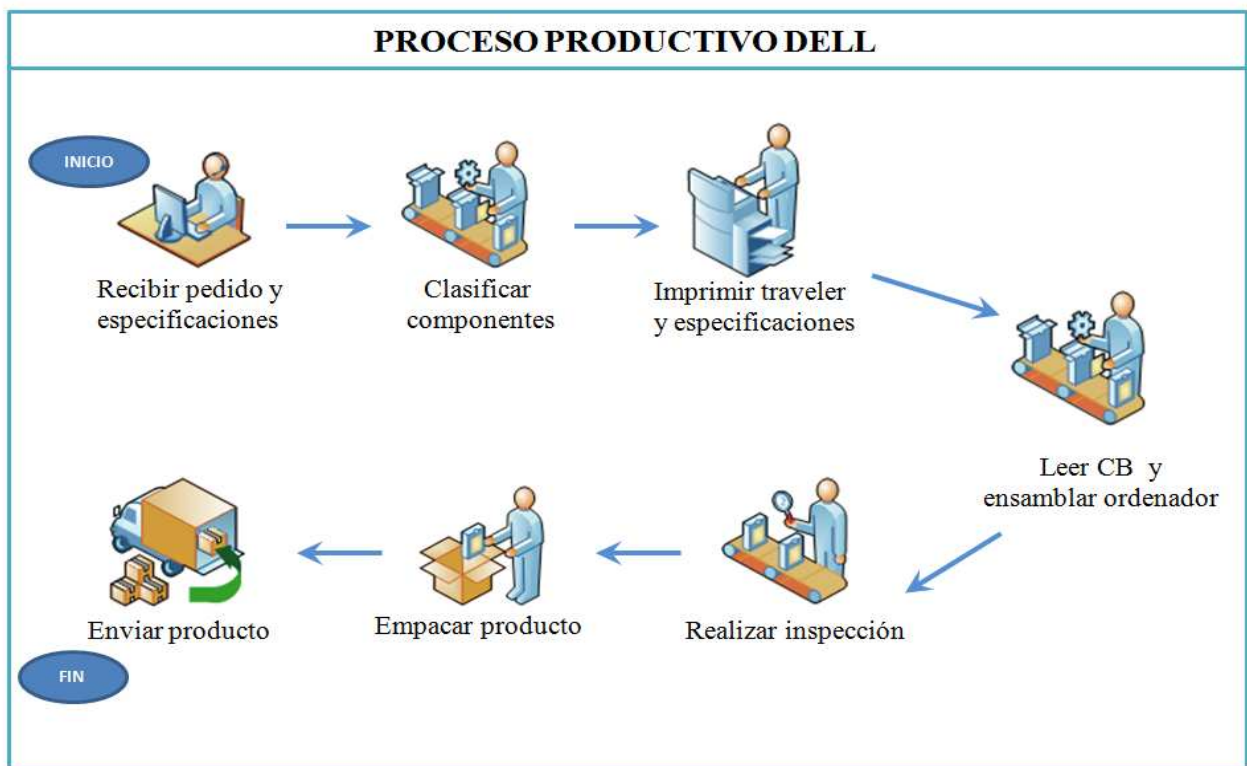 PROCESO PRODUCTIVO DELL
INICIO
Recibir pedido y
especificaciones
Clasificar
componentes
Imprimir traveler
y especificaciones
Leer CB y
ensamblar ordenador
Realizar inspección
Empacar producto
Enviar producto
FIN